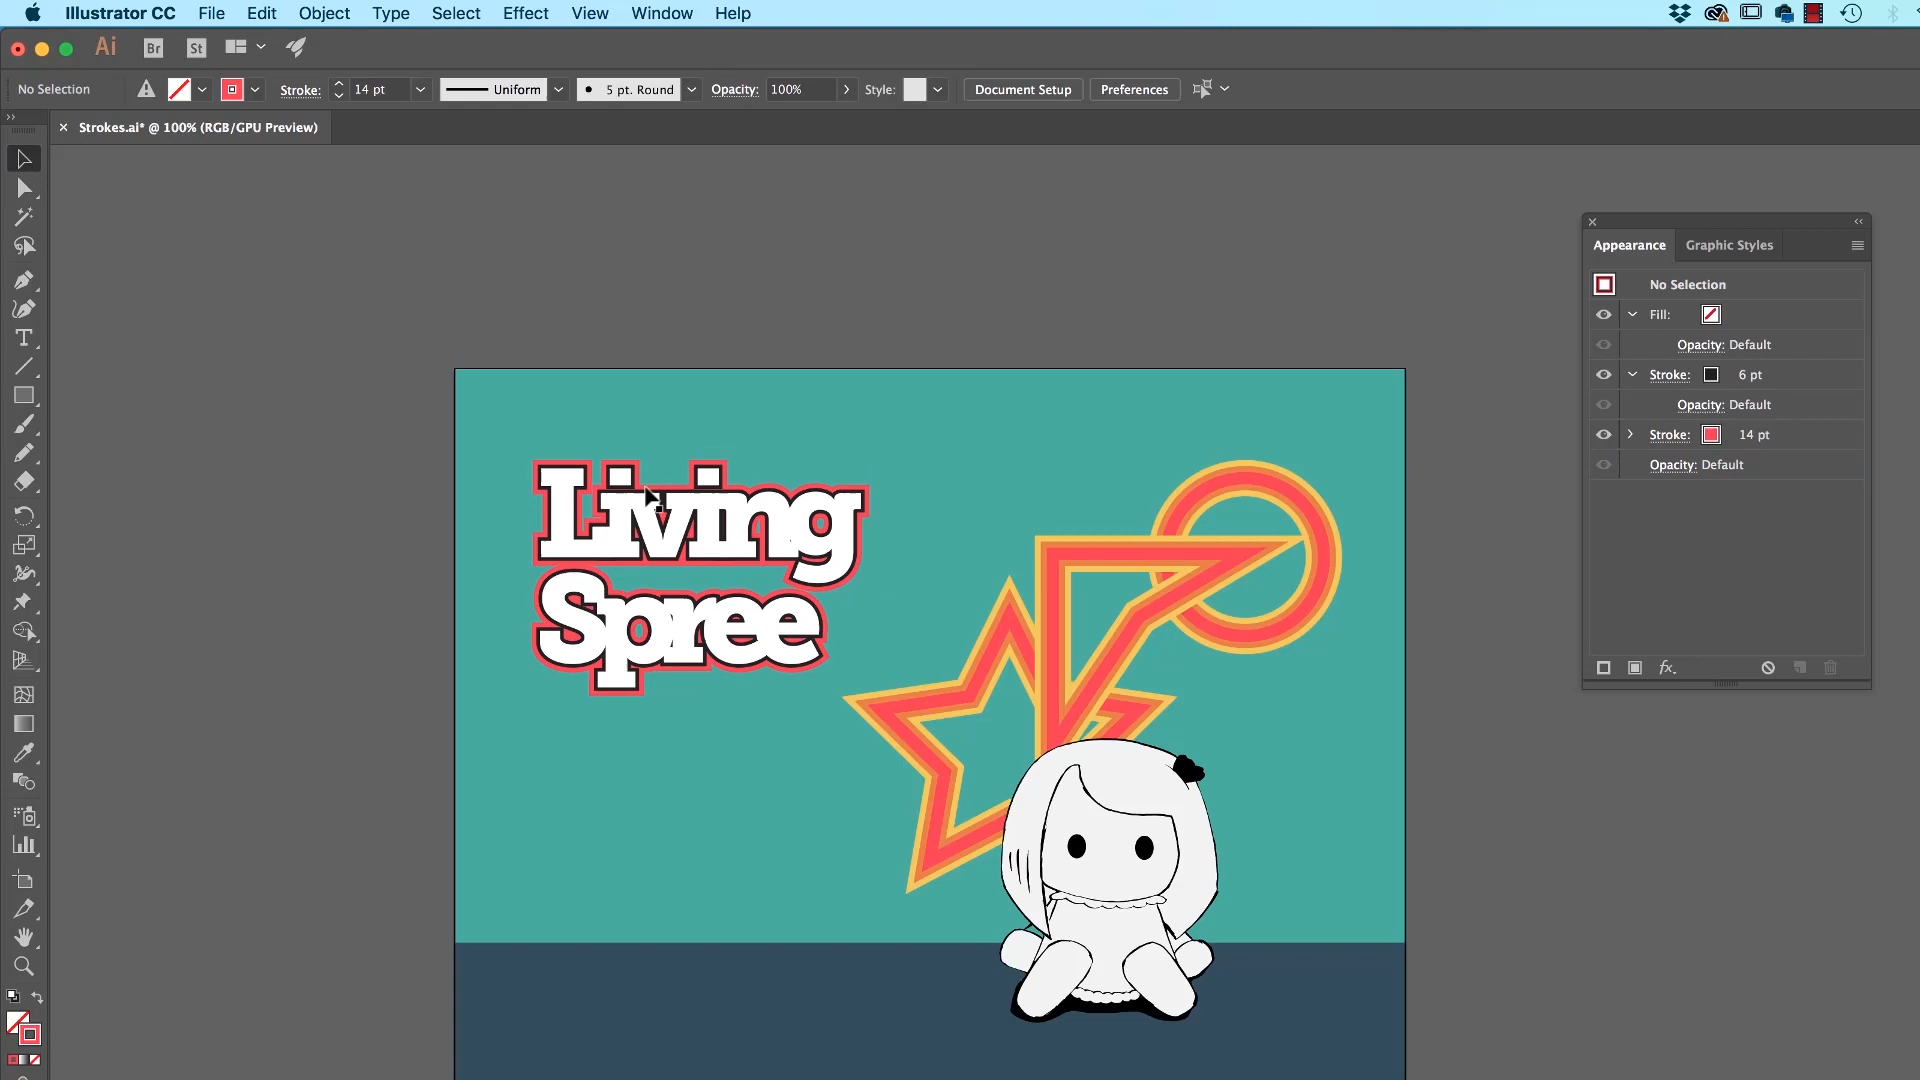 Illustrator CC File Edit Object Type Select Effect View Window Help
Ai Br St
No Selection Stroke: 14 pt Uniform 5 pt. Round Opacity: 100% Style: Document Setup Preferences
Strokes.ai* @ 100% (RGB/GPU Preview)
Appearance Graphic Styles
No Selection
Fill:
Opacity: Default
Stroke: 6 pt
Opacity: Default
Stroke: 14 pt
Opacity: Default
fx.
Living
Spree